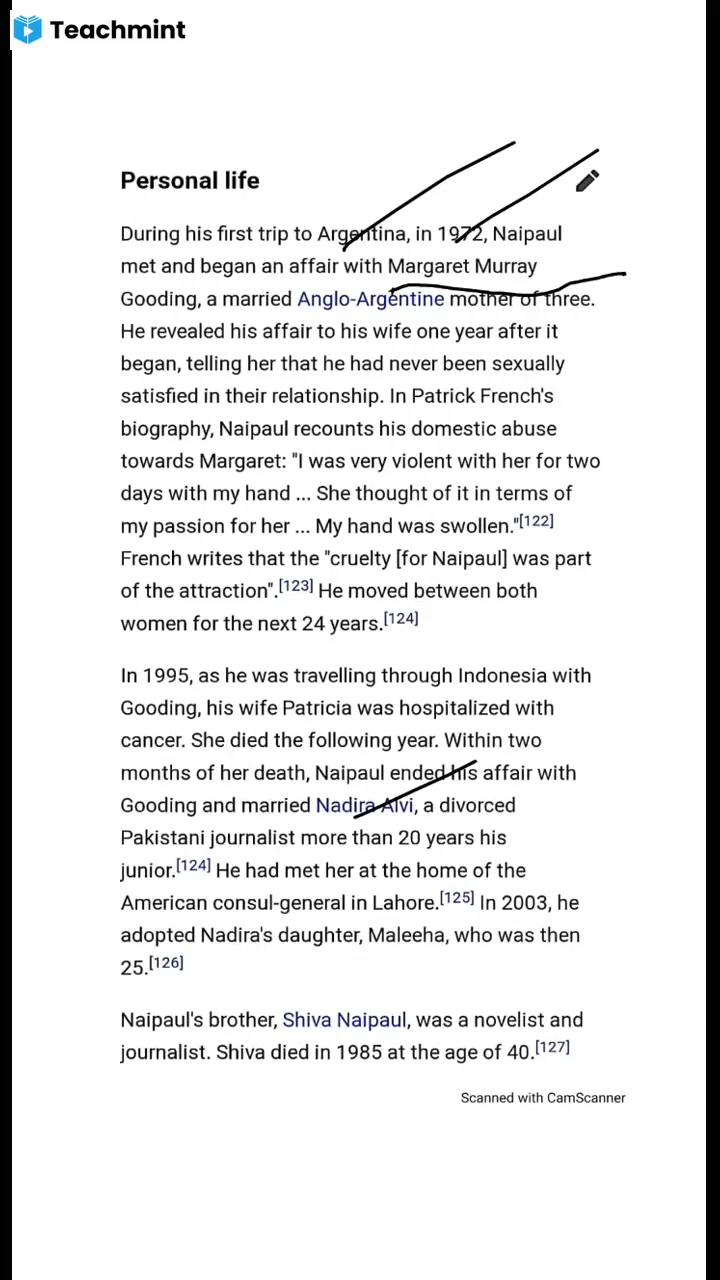 Teachmint
Personal life
During his first trip to Argentina, in 1972, Naipaul
met and began an affair with Margaret Murray
Gooding, a married Anglo-Argentine mother of three.
He revealed his affair to his wife one year after it
began, telling her that he had never been sexually
satisfied in their relationship. In Patrick French's
biography, Naipaul recounts his domestic abuse
towards Margaret: "I was very violent with her for two
days with my hand ... She thought of it in terms of
my passion for her ... My hand was swollen."[122]
French writes that the "cruelty [for Naipaul] was part
of the attraction".[123] He moved between both
women for the next 24 years.[124]
In 1995, as he was travelling through Indonesia with
Gooding, his wife Patricia was hospitalized with
cancer. She died the following year. Within two
months of her death, Naipaul ended his affair with
Gooding and married Nadira Alvi, a divorced
Pakistani journalist more than 20 years his
junior.[124] He had met her at the home of the
American consul-general in Lahore.[125] In 2003, he
adopted Nadira's daughter, Maleeha, who was then
25.[126]
Naipaul's brother, Shiva Naipaul, was a novelist and
journalist. Shiva died in 1985 at the age of 40.[127]
Scanned with CamScanner